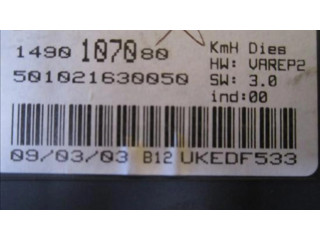 1490 1070 80 KmH Dies
501021630050 HW: VAREP2
SW: 3.0
ind:00
09/03/03 B12 UKEDF533